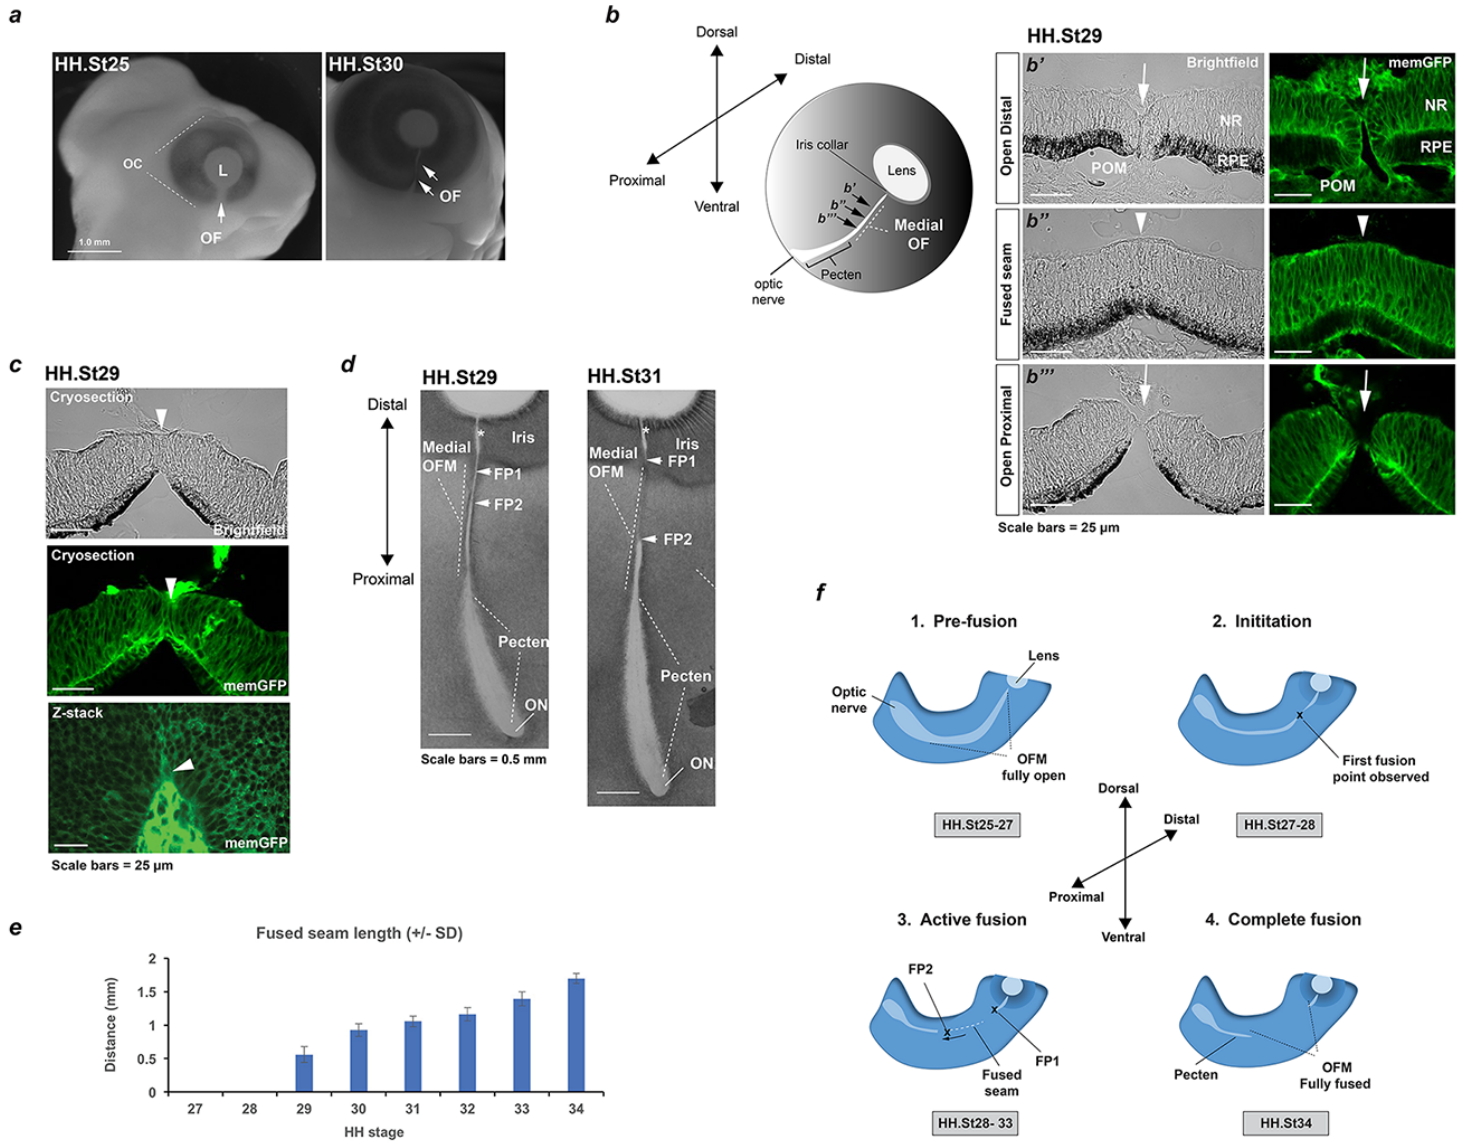 a
HH.St25
HH.St30
OC
L
OF
OF
1.0 mm
b
Dorsal
Distal
Proximal
Ventral
Iris collar
Lens
b'
b''
b'''
Medial
OF
Pecten
optic
nerve
HH.St29
b'
Brightfield
memGFP
Open Distal
NR
NR
RPE
RPE
POM
POM
b''
Fused seam
b'''
Open Proximal
Scale bars = 25 µm
c
HH.St29
Cryosection
Brightfield
Cryosection
memGFP
Z-stack
memGFP
Scale bars = 25 µm
d
HH.St29
HH.St31
Distal
Proximal
*
Iris
Medial
OFM
FP1
FP2
Pecten
ON
Scale bars = 0.5 mm
*
Iris
Medial
OFM
FP1
FP2
Pecten
ON
e
Fused seam length (+/- SD)
Distance (mm)
2
1.5
1
0.5
0
27 28 29 30 31 32 33 34
HH stage
f
1. Pre-fusion
Lens
Optic
nerve
OFM
fully open
HH.St25-27
2. Inititation
First fusion
point observed
HH.St27-28
Dorsal
Distal
Proximal
Ventral
3. Active fusion
FP2
x
x
FP1
Fused
seam
HH.St28- 33
4. Complete fusion
Pecten
OFM
Fully fused
HH.St34